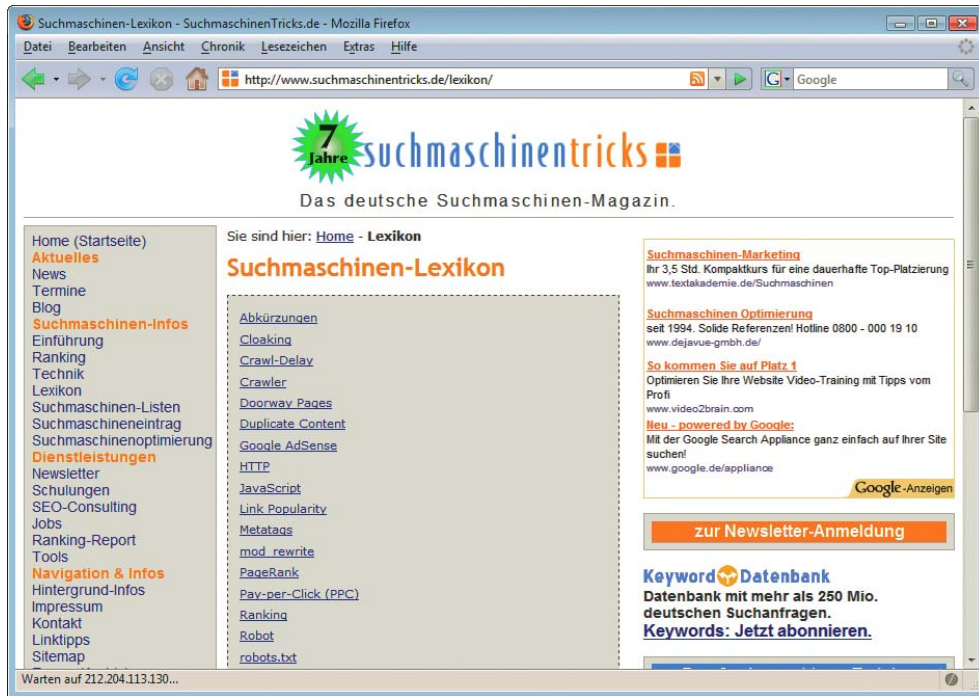 Suchmaschinen-Lexikon - SuchmaschinenTricks.de - Mozilla Firefox
Datei Bearbeiten Ansicht Chronik Lesezeichen Extras Hilfe
http://www.suchmaschinentricks.de/lexikon/
G Google
7 Jahre
suchmaschinentricks
Das deutsche Suchmaschinen-Magazin.
Home (Startseite)
Aktuelles
News
Termine
Blog
Suchmaschinen-Infos
Einführung
Ranking
Technik
Lexikon
Suchmaschinen-Listen
Suchmaschineneintrag
Suchmaschinenoptimierung
Dienstleistungen
Newsletter
Schulungen
SEO-Consulting
Jobs
Ranking-Report
Tools
Navigation & Infos
Hintergrund-Infos
Impressum
Kontakt
Linktipps
Sitemap
Sie sind hier: Home - Lexikon
Suchmaschinen-Lexikon
Abkürzungen
Cloaking
Crawl-Delay
Crawler
Doorway Pages
Duplicate Content
Google AdSense
HTTP
JavaScript
Link Popularity
Metatags
mod_rewrite
PageRank
Pay-per-Click (PPC)
Ranking
Robot
robots.txt
Suchmaschinen-Marketing
Ihr 3,5 Std. Kompaktkurs für eine dauerhafte Top-Platzierung
www.textakademie.de/Suchmaschinen
Suchmaschinen Optimierung
seit 1994. Solide Referenzen! Hotline 0800 - 000 19 10
www.dejavue-gmbh.de/
So kommen Sie auf Platz 1
Optimieren Sie Ihre Website Video-Training mit Tipps vom
Profi
www.video2brain.com
Neu - powered by Google:
Mit der Google Search Appliance ganz einfach auf Ihrer Site
suchen!
www.google.de/appliance
Google-Anzeigen
zur Newsletter-Anmeldung
Keyword Datenbank
Datenbank mit mehr als 250 Mio.
deutschen Suchanfragen.
Keywords: Jetzt abonnieren.
Warten auf 212.204.113.130...